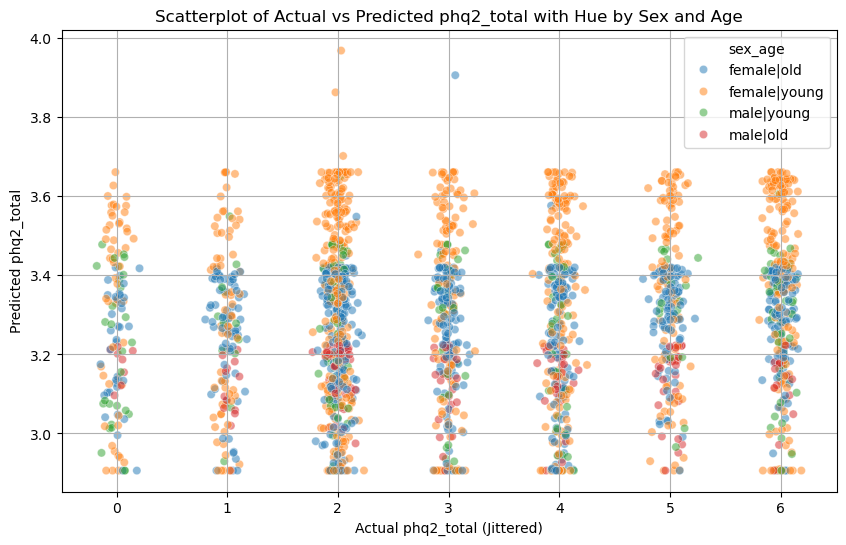 Scatterplot of Actual vs Predicted phq2_total with Hue by Sex and Age
sex_age
female|old
female|young
male|young
male|old
Predicted phq2_total
4.0
3.8
3.6
3.4
3.2
3.0
0 1 2 3 4 5 6
Actual phq2_total (Jittered)